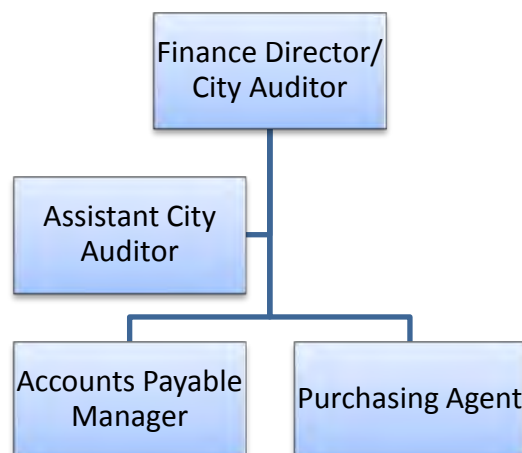 Finance Director/
City Auditor
Assistant City
Auditor
Accounts Payable
Manager
Purchasing Agent